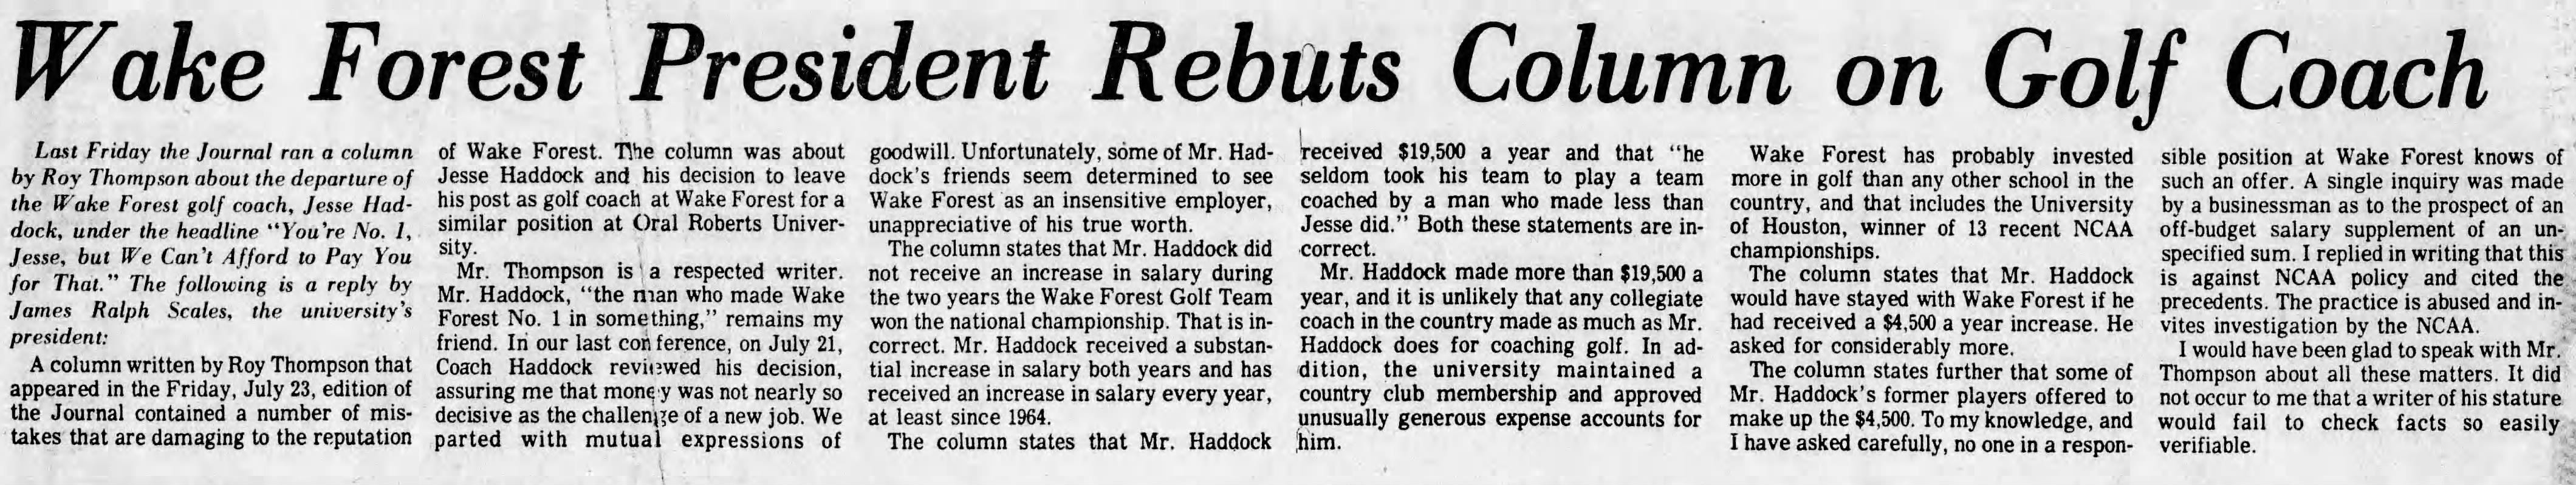 Wake Forest President Rebuts Column on Golf Coach
Last Friday the Journal ran a column
by Roy Thompson about the departure of
the Wake Forest golf coach, Jesse Had-
dock, under the headline "You're No. 1,
Jesse, but We Can't Afford to Pay You
for That." The following is a reply by
James Ralph Scales, the university's
president:
A column written by Roy Thompson that
appeared in the Friday, July 23, edition of
the Journal contained a number of mis-
takes that are damaging to the reputation
of Wake Forest. The column was about
Jesse Haddock and his decision to leave
his post as golf coach at Wake Forest for a
similar position at Oral Roberts Univer-
sity.
Mr. Thompson is a respected writer.
Mr. Haddock, "the man who made Wake
Forest No. 1 in something," remains my
friend. In our last conference, on July 21,
Coach Haddock reviewed his decision,
assuring me that money was not nearly so
decisive as the challenge of a new job. We
parted with mutual expressions of
goodwill. Unfortunately, some of Mr. Had-
dock's friends seem determined to see
Wake Forest as an insensitive employer,
unappreciative of his true worth.
The column states that Mr. Haddock did
not receive an increase in salary during
the two years the Wake Forest Golf Team
won the national championship. That is in-
correct. Mr. Haddock received a substan-
tial increase in salary both years and has
received an increase in salary every year,
at least since 1964.
The column states that Mr. Haddock
received $19,500 a year and that "he
seldom took his team to play a team
coached by a man who made less than
Jesse did." Both these statements are in-
correct.
Mr. Haddock made more than $19,500 a
year, and it is unlikely that any collegiate
coach in the country made as much as Mr.
Haddock does for coaching golf. In ad-
dition, the university maintained a
country club membership and approved
unusually generous expense accounts for
him.
Wake Forest has probably invested
more in golf than any other school in the
country, and that includes the University
of Houston, winner of 13 recent NCAA
championships.
The column states that Mr. Haddock
would have stayed with Wake Forest if he
had received a $4,500 a year increase. He
asked for considerably more.
The column states further that some of
Mr. Haddock's former players offered to
make up the $4,500. To my knowledge, and
I have asked carefully, no one in a respon-
sible position at Wake Forest knows of
such an offer. A single inquiry was made
by a businessman as to the prospect of an
off-budget salary supplement of an un-
specified sum. I replied in writing that this
is against NCAA policy and cited the
precedents. The practice is abused and in-
vites investigation by the NCAA.
I would have been glad to speak with Mr.
Thompson about all these matters. It did
not occur to me that a writer of his stature
would fail to check facts so easily
verifiable.